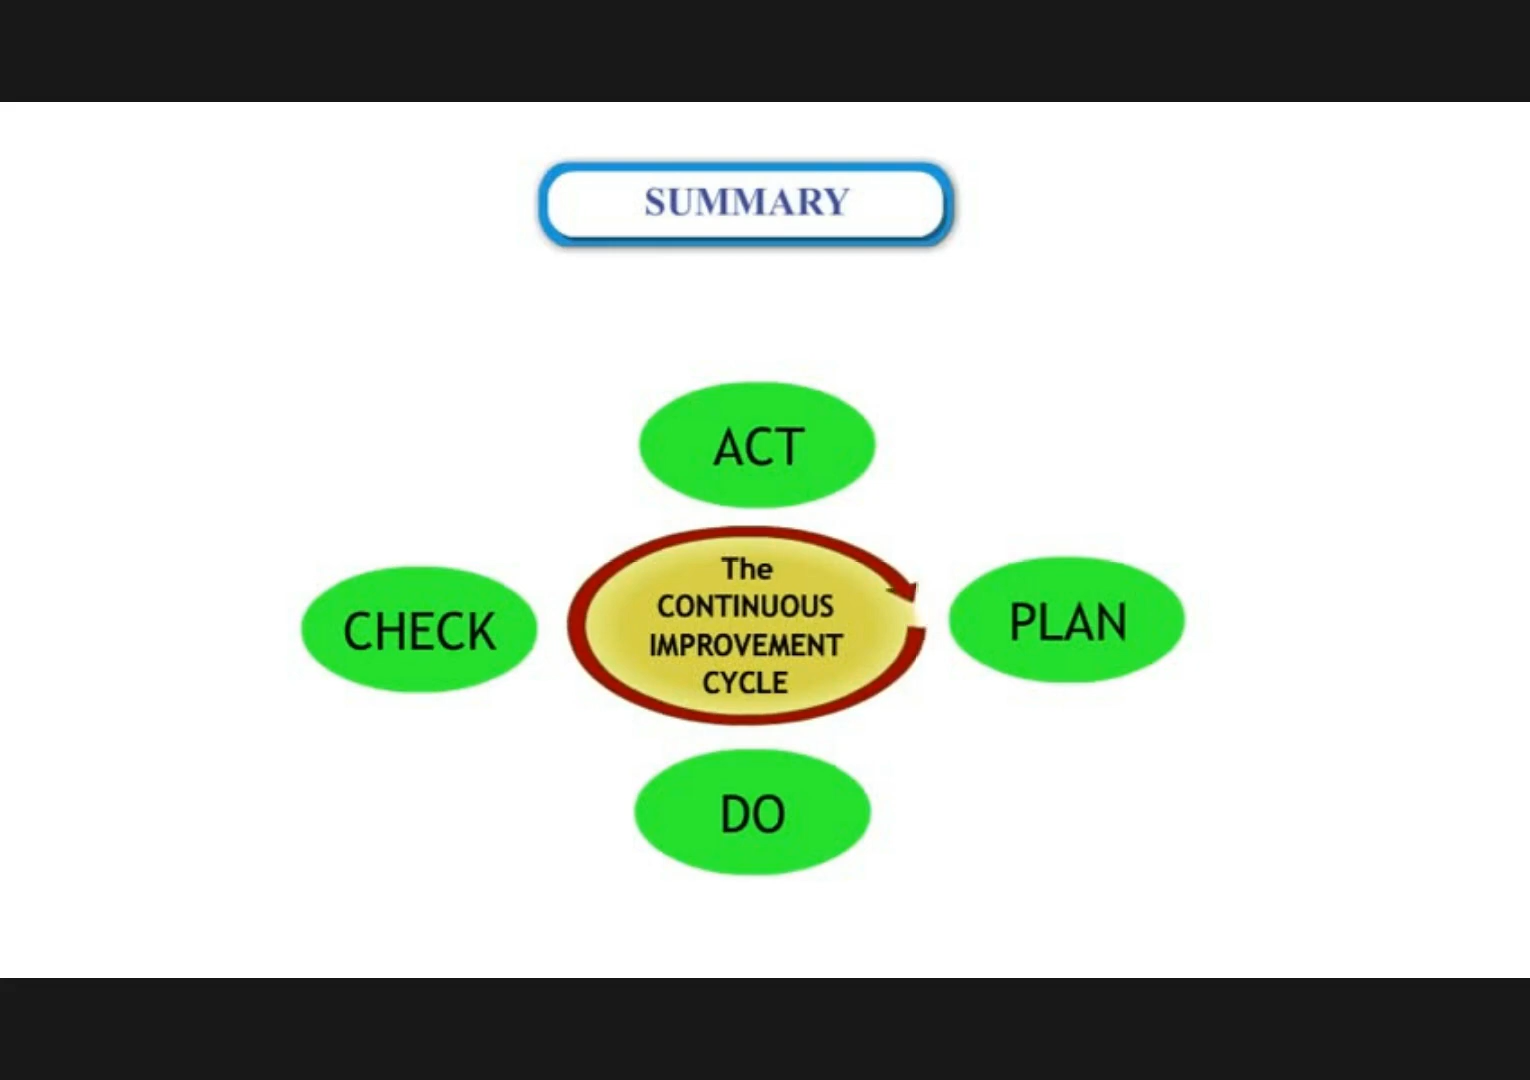 SUMMARY
ACT
The
CONTINUOUS
IMPROVEMENT
CYCLE
CHECK
PLAN
DO